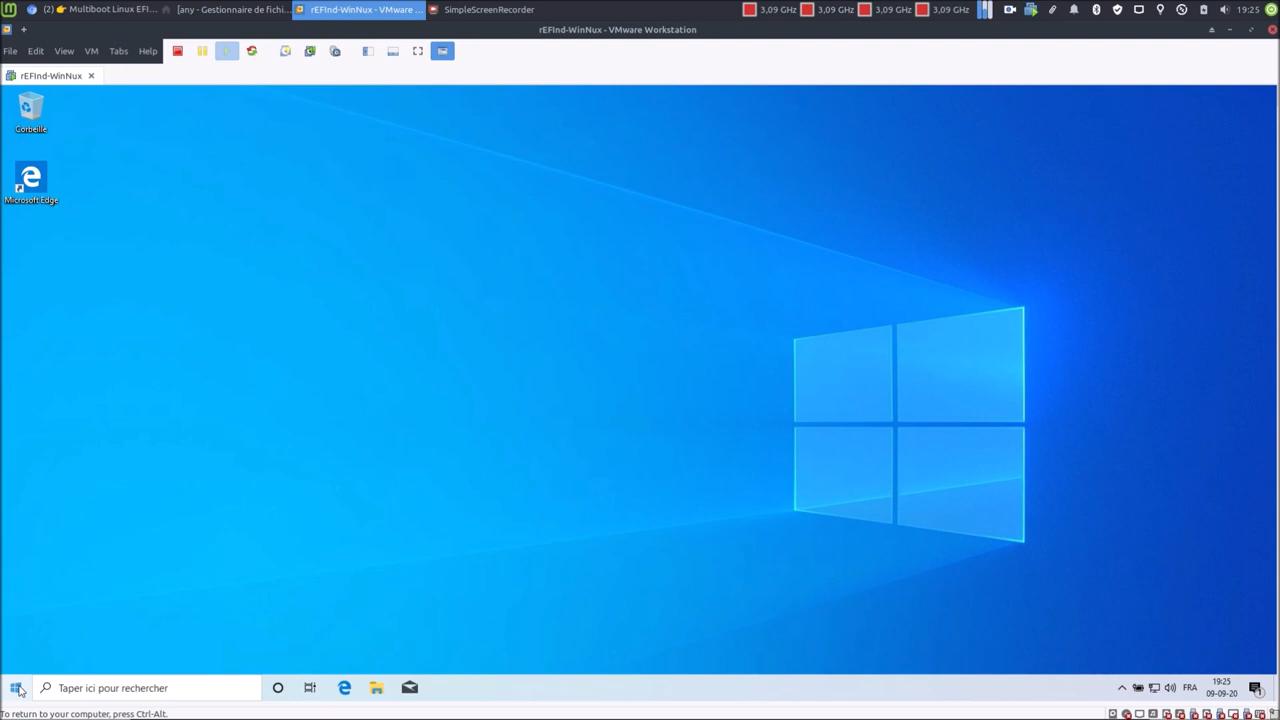 (2) 👉 Multiboot Linux EFI... [any - Gestionnaire de fichi... rEFInd-WinNux - VMware ... SimpleScreenRecorder 3,09 GHz 3,09 GHz 3,09 GHz 3,09 GHz 19:25
rEFInd-WinNux - VMware Workstation
File Edit View VM Tabs Help
rEFInd-WinNux
Corbeille
Microsoft Edge
Taper ici pour rechercher
FRA
19:25
09-09-20
1
To return to your computer, press Ctrl-Alt.